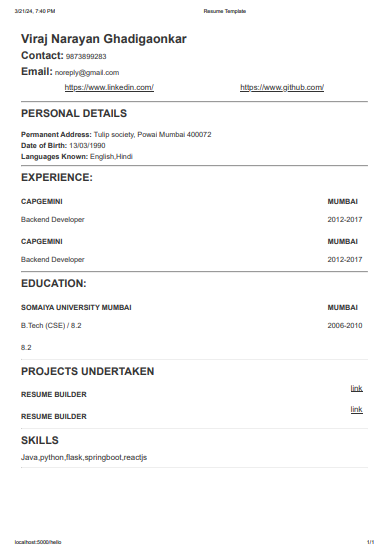 3/21/24, 7:40 PM Resume Template
Viraj Narayan Ghadigaonkar
Contact: 9873899283
Email: noreply@gmail.com
https://www.linkedin.com/ https://www.github.com/
PERSONAL DETAILS
Permanent Address: Tulip society, Powai Mumbai 400072
Date of Birth: 13/03/1990
Languages Known: English,Hindi
EXPERIENCE:
CAPGEMINI MUMBAI
Backend Developer 2012-2017
CAPGEMINI MUMBAI
Backend Developer 2012-2017
EDUCATION:
SOMAIYA UNIVERSITY MUMBAI MUMBAI
B.Tech (CSE) / 8.2 2006-2010
8.2
PROJECTS UNDERTAKEN
RESUME BUILDER link
RESUME BUILDER link
SKILLS
Java,python,flask,springboot,reactjs
localhost:5000/hello 1/1